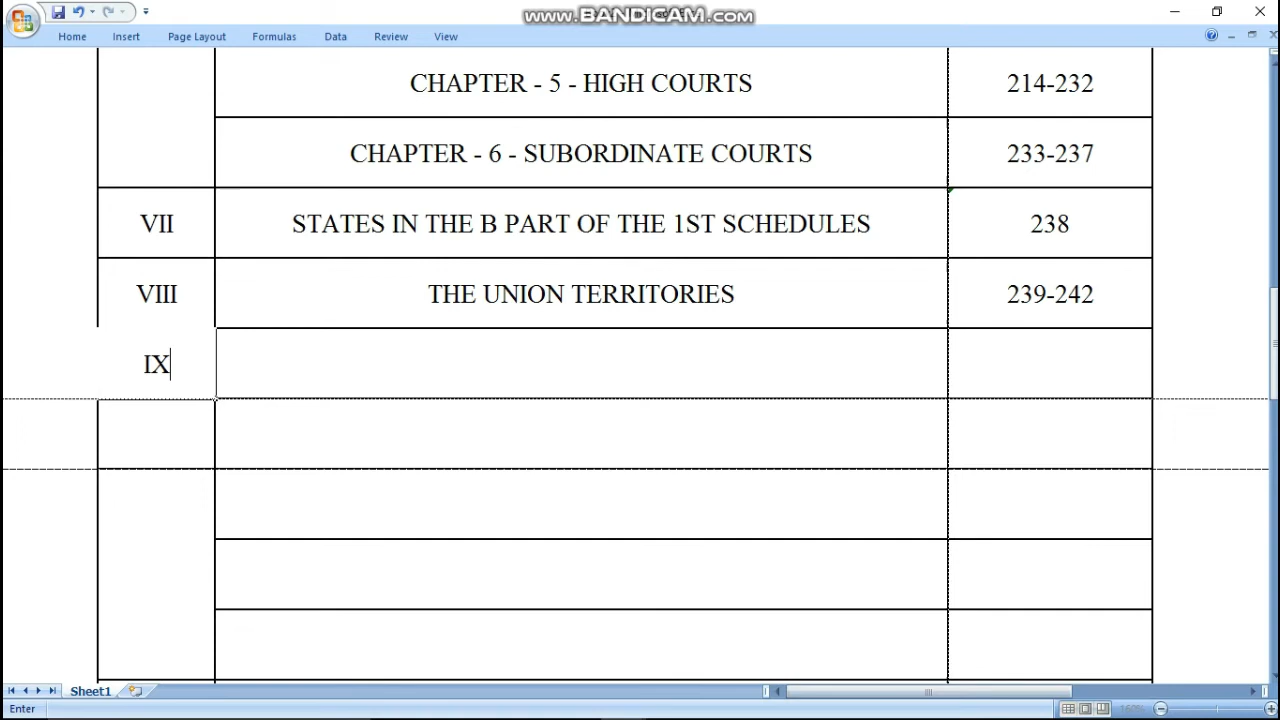 WWW.BANDICAM.COM
Home Insert Page Layout Formulas Data Review View
CHAPTER - 5 - HIGH COURTS 214-232
CHAPTER - 6 - SUBORDINATE COURTS 233-237
VII STATES IN THE B PART OF THE 1ST SCHEDULES 238
VIII THE UNION TERRITORIES 239-242
IX
Sheet1
Enter 160%